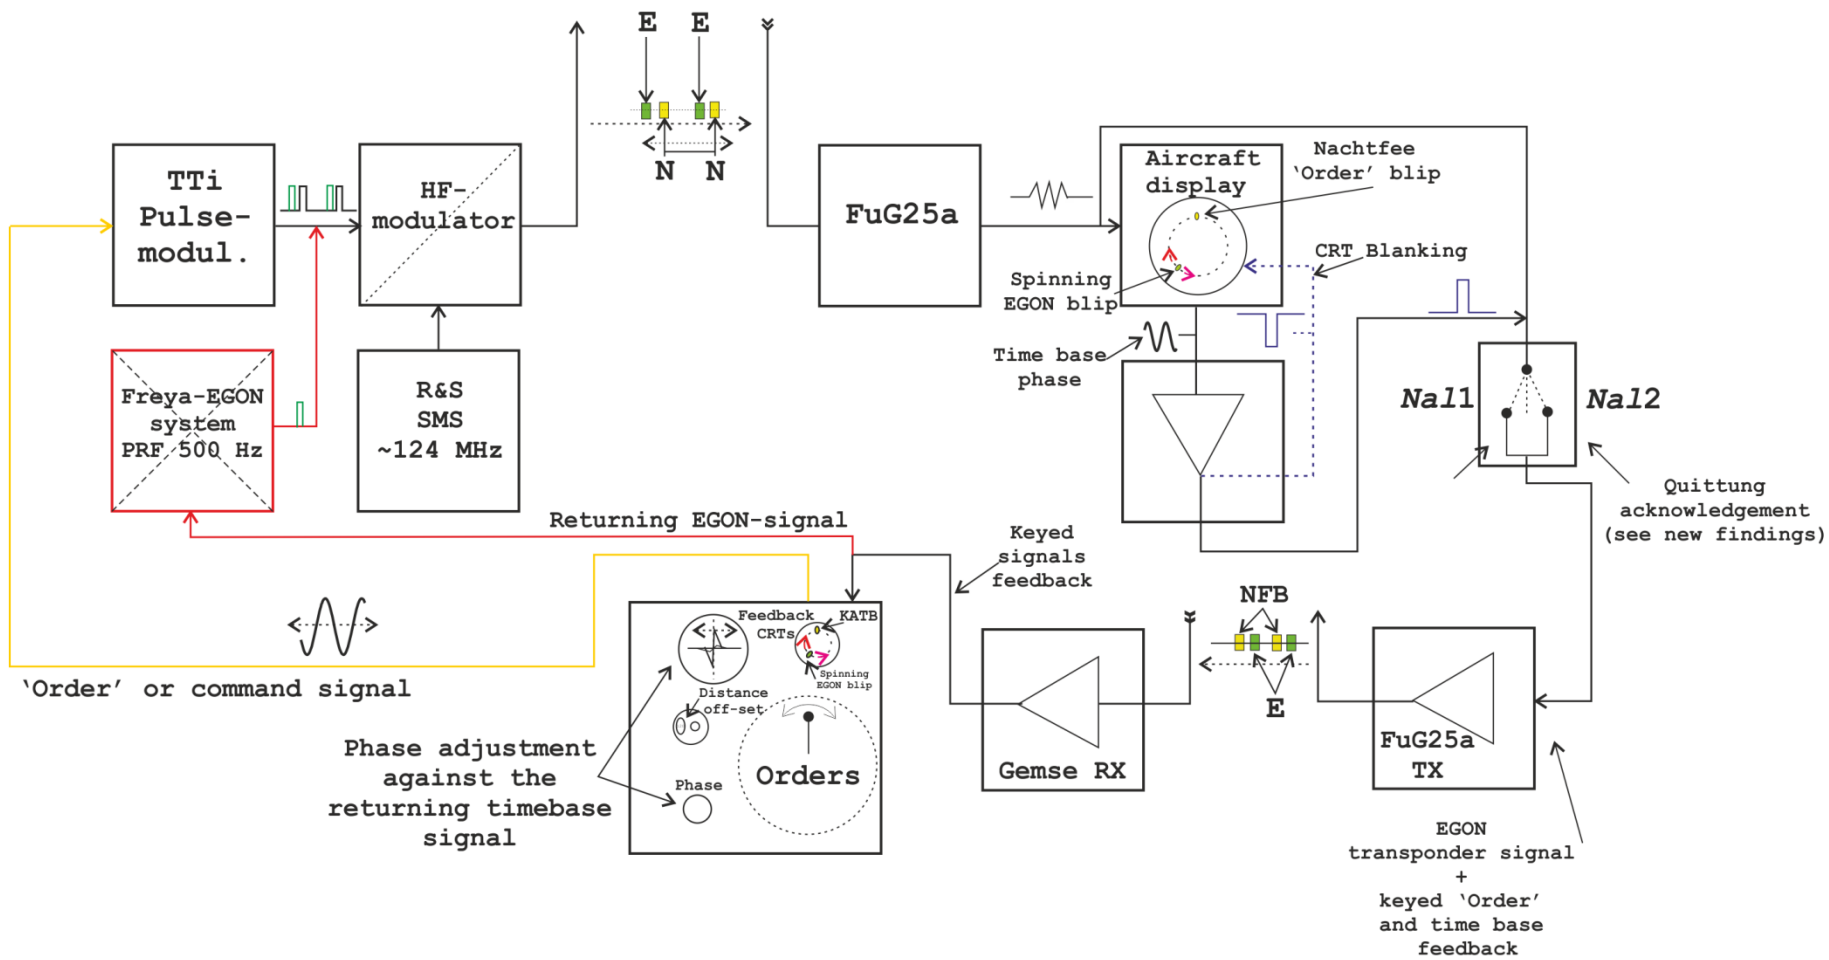 E E
N N
TTi
Pulse-
modul.
HF-
modulator
FuG25a
Aircraft
display
Nachtfee
‘Order’ blip
CRT Blanking
Spinning
EGON blip
Time base
phase
Freya-EGON
system
PRF 500 Hz
R&S
SMS
~124 MHz
Nal1
Nal2
Quittung
acknowledgement
(see new findings)
Returning EGON-signal
Keyed
signals
feedback
‘Order’ or command signal
Feedback
CRTs
KATB
Spinning
EGON blip
Distance
off-set
Phase
Orders
Phase adjustment
against the
returning timebase
signal
Gemse RX
NFB
E
FuG25a
TX
EGON
transponder signal
+
keyed ‘Order’
and time base
feedback